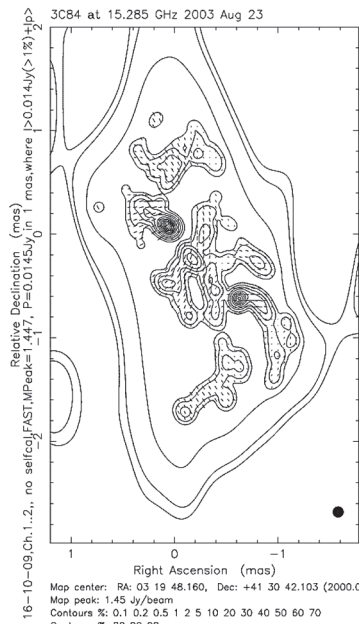 3C84 at 15.285 GHz 2003 Aug 23
16-10-09,Ch.1..2,, no selfcal,FAST,MPeak=1.447, P=0.0145Jy in 1 mas,where I>0.014Jy(>1%)+|p>
Relative Declination (mas)
2
1
0
−1
−2
1
0
−1
Right Ascension (mas)
Map center: RA: 03 19 48.160, Dec: +41 30 42.103 (2000.0
Map peak: 1.45 Jy/beam
Contours %: 0.1 0.2 0.5 1 2 5 10 20 30 40 50 60 70